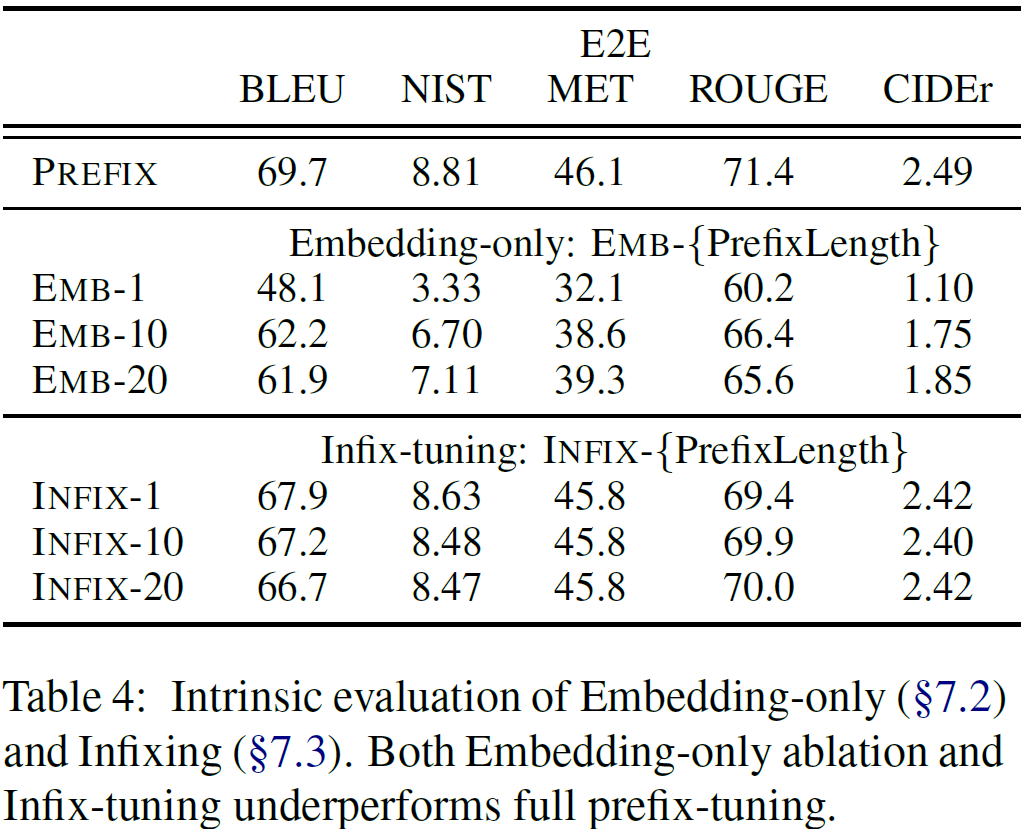 E2E
BLEU NIST MET ROUGE CIDEr
PREFIX 69.7 8.81 46.1 71.4 2.49
Embedding-only: EMB-{PrefixLength}
EMB-1 48.1 3.33 32.1 60.2 1.10
EMB-10 62.2 6.70 38.6 66.4 1.75
EMB-20 61.9 7.11 39.3 65.6 1.85
Infix-tuning: INFIX-{PrefixLength}
INFIX-1 67.9 8.63 45.8 69.4 2.42
INFIX-10 67.2 8.48 45.8 69.9 2.40
INFIX-20 66.7 8.47 45.8 70.0 2.42
Table 4: Intrinsic evaluation of Embedding-only (§7.2)
and Infixing (§7.3). Both Embedding-only ablation and
Infix-tuning underperforms full prefix-tuning.